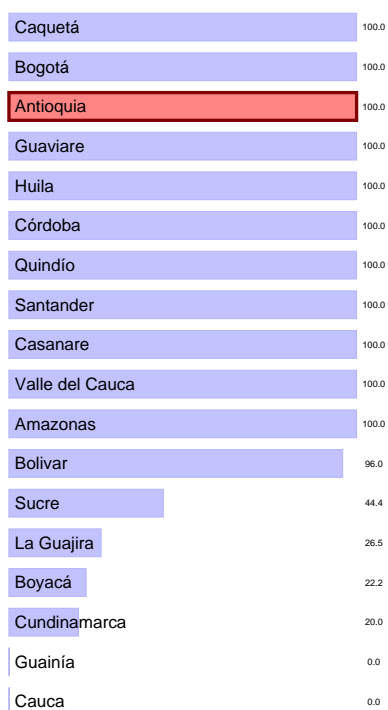 Caquetá 100.0
Bogotá 100.0
Antioquia 100.0
Guaviare 100.0
Huila 100.0
Córdoba 100.0
Quindío 100.0
Santander 100.0
Casanare 100.0
Valle del Cauca 100.0
Amazonas 100.0
Bolivar 96.0
Sucre 44.4
La Guajira 26.5
Boyacá 22.2
Cundinamarca 20.0
Guainía 0.0
Cauca 0.0